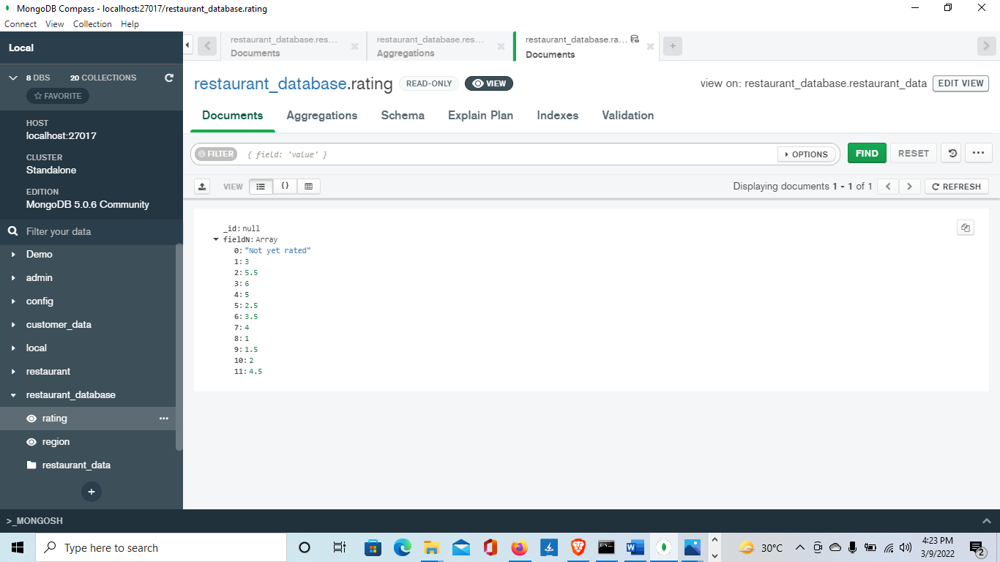 MongoDB Compass - localhost:27017/restaurant_database.rating
Connect View Collection Help
Local
restaurant_database.res...
Documents
restaurant_database.res...
Aggregations
restaurant_database.ra...
Documents
+
8 DBS 20 COLLECTIONS
FAVORITE
HOST
localhost:27017
CLUSTER
Standalone
EDITION
MongoDB 5.0.6 Community
Filter your data
Demo
admin
config
customer_data
local
restaurant
restaurant_database
rating ...
region
restaurant_data
+
restaurant_database.rating READ-ONLY VIEW
view on: restaurant_database.restaurant_data EDIT VIEW
Documents Aggregations Schema Explain Plan Indexes Validation
FILTER { field: 'value' } OPTIONS FIND RESET ...
VIEW {} Displaying documents 1 - 1 of 1 REFRESH
_id: null
fieldN: Array
0: "Not yet rated"
1: 3
2: 5.5
3: 6
4: 5
5: 2.5
6: 3.5
7: 4
8: 1
9: 1.5
10: 2
11: 4.5
>_MONGOSH
Type here to search
30°C
4:23 PM
3/9/2022
2